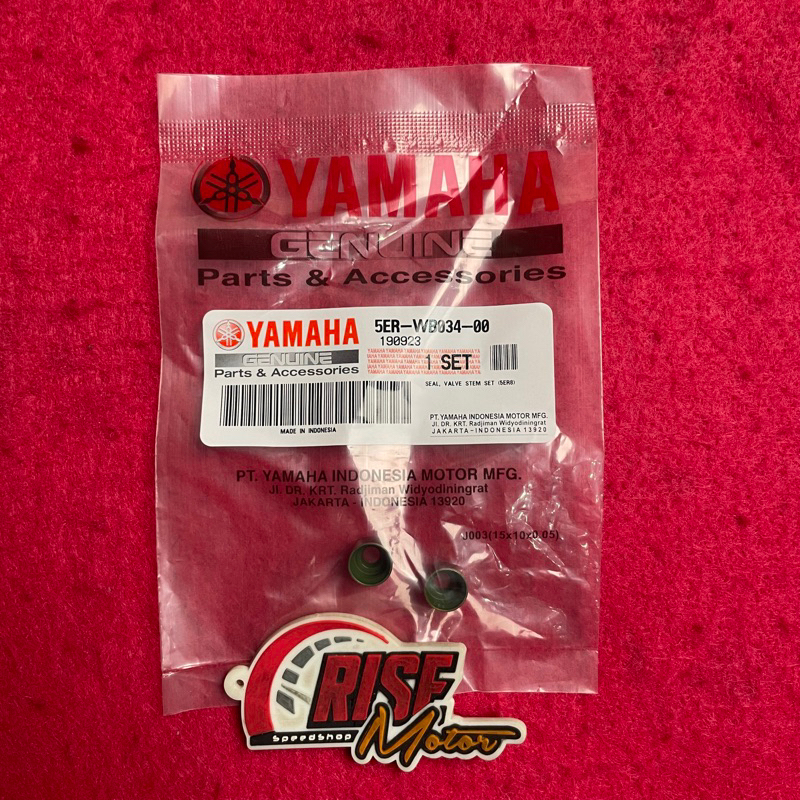 YAMAHA
GENUINE
Parts & Accessories
YAMAHA
GENUINE
Parts & Accessories
5ER-WB034-00
190923
1 SET
SEAL, VALVE STEM SET (5ER8)
MADE IN INDONESIA
PT. YAMAHA INDONESIA MOTOR MFG.
Jl. DR. KRT. Radjiman Widyodiningrat
JAKARTA-INDONESIA 13920
PT. YAMAHA INDONESIA MOTOR MFG.
Jl. DR. KRT. Radjiman Widyodiningrat
JAKARTA - INDONESIA 13920
J003(15x10x0.05)
RISE
speedshop
Motor